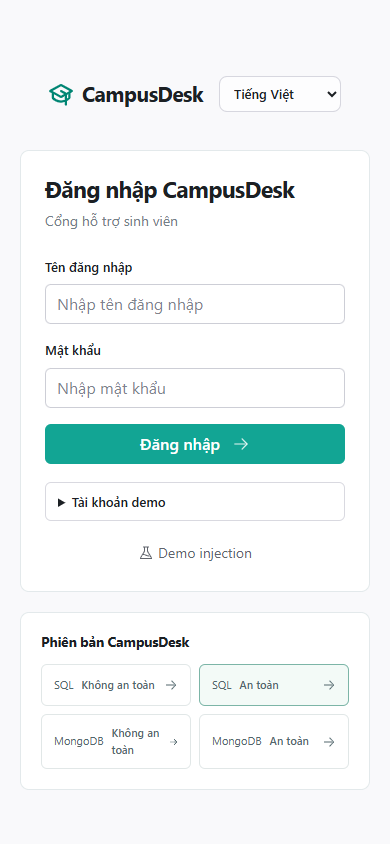 CampusDesk
Tiếng Việt
Đăng nhập CampusDesk
Cổng hỗ trợ sinh viên
Tên đăng nhập
Nhập tên đăng nhập
Mật khẩu
Nhập mật khẩu
Đăng nhập →
▶ Tài khoản demo
Demo injection
Phiên bản CampusDesk
SQL Không an toàn →
SQL An toàn →
MongoDB Không an
toàn →
MongoDB An toàn →